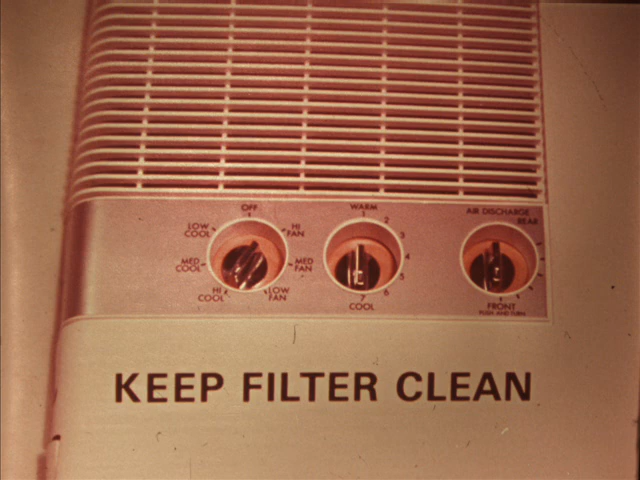 OFF
LOW COOL
HI FAN
MED COOL
MED FAN
HI COOL
LOW FAN
WARM
1
2
3
4
5
6
7
COOL
AIR DISCHARGE
REAR
FRONT
PUSH AND TURN
KEEP FILTER CLEAN